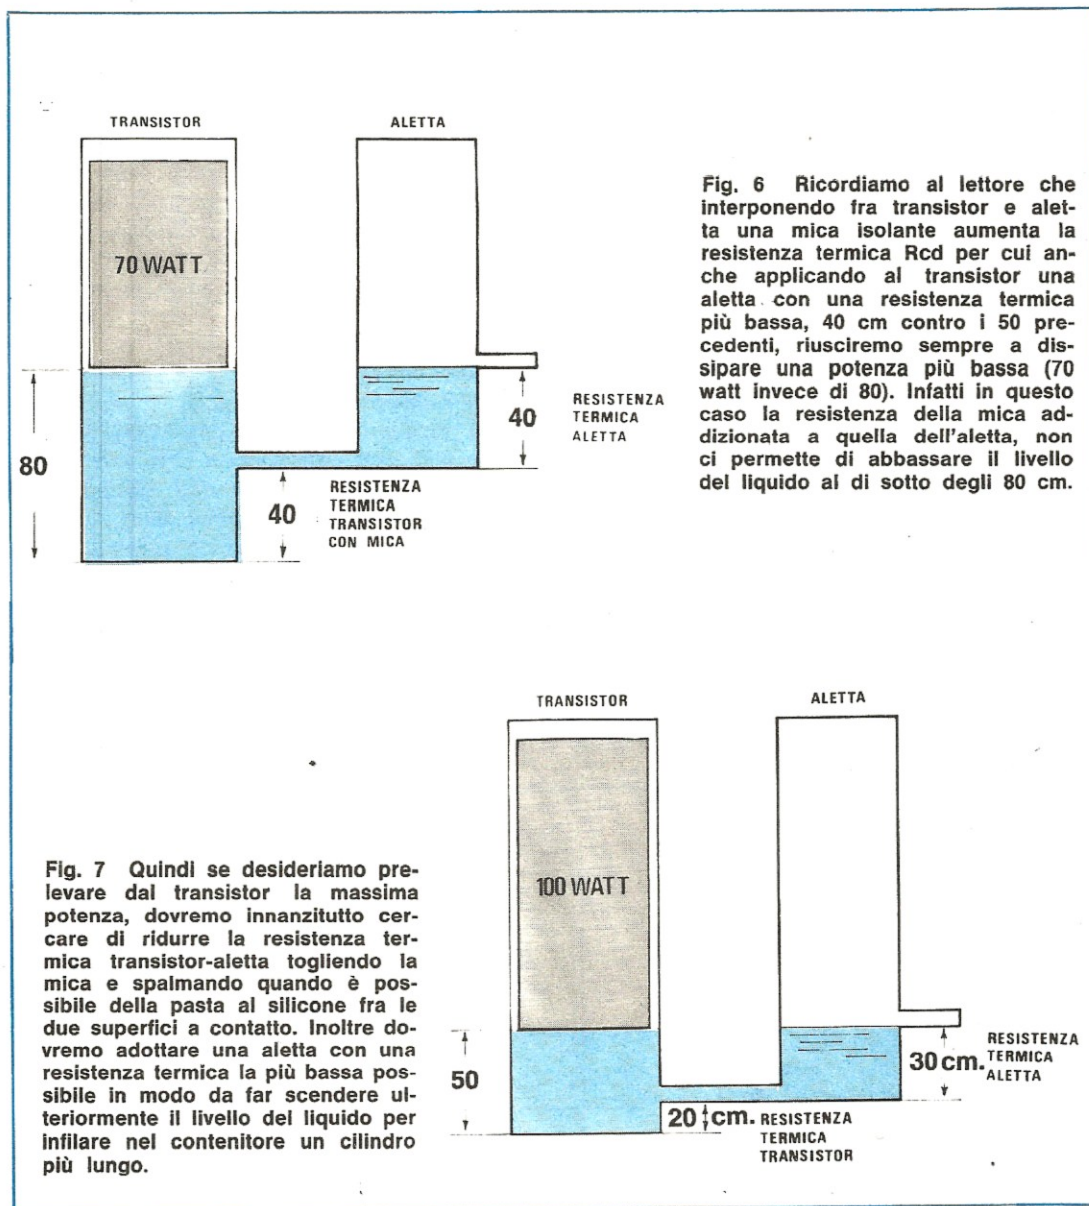 TRANSISTOR
ALETTA
70 WATT
80
40
RESISTENZA
TERMICA
ALETTA
40
RESISTENZA
TERMICA
TRANSISTOR
CON MICA
Fig. 6 Ricordiamo al lettore che
interponendo fra transistor e alet-
ta una mica isolante aumenta la
resistenza termica Rcd per cui an-
che applicando al transistor una
aletta con una resistenza termica
più bassa, 40 cm contro i 50 pre-
cedenti, riusciremo sempre a dis-
sipare una potenza più bassa (70
watt invece di 80). Infatti in questo
caso la resistenza della mica ad-
dizionata a quella dell'aletta, non
ci permette di abbassare il livello
del liquido al di sotto degli 80 cm.
Fig. 7 Quindi se desideriamo pre-
levare dal transistor la massima
potenza, dovremo innanzitutto cer-
care di ridurre la resistenza ter-
mica transistor-aletta togliendo la
mica e spalmando quando è pos-
sibile della pasta al silicone fra le
due superfici a contatto. Inoltre do-
vremo adottare una aletta con una
resistenza termica la più bassa pos-
sibile in modo da far scendere ul-
teriormente il livello del liquido per
infilare nel contenitore un cilindro
più lungo.
TRANSISTOR
ALETTA
100 WATT
50
30 cm.
RESISTENZA
TERMICA
ALETTA
20 cm.
RESISTENZA
TERMICA
TRANSISTOR